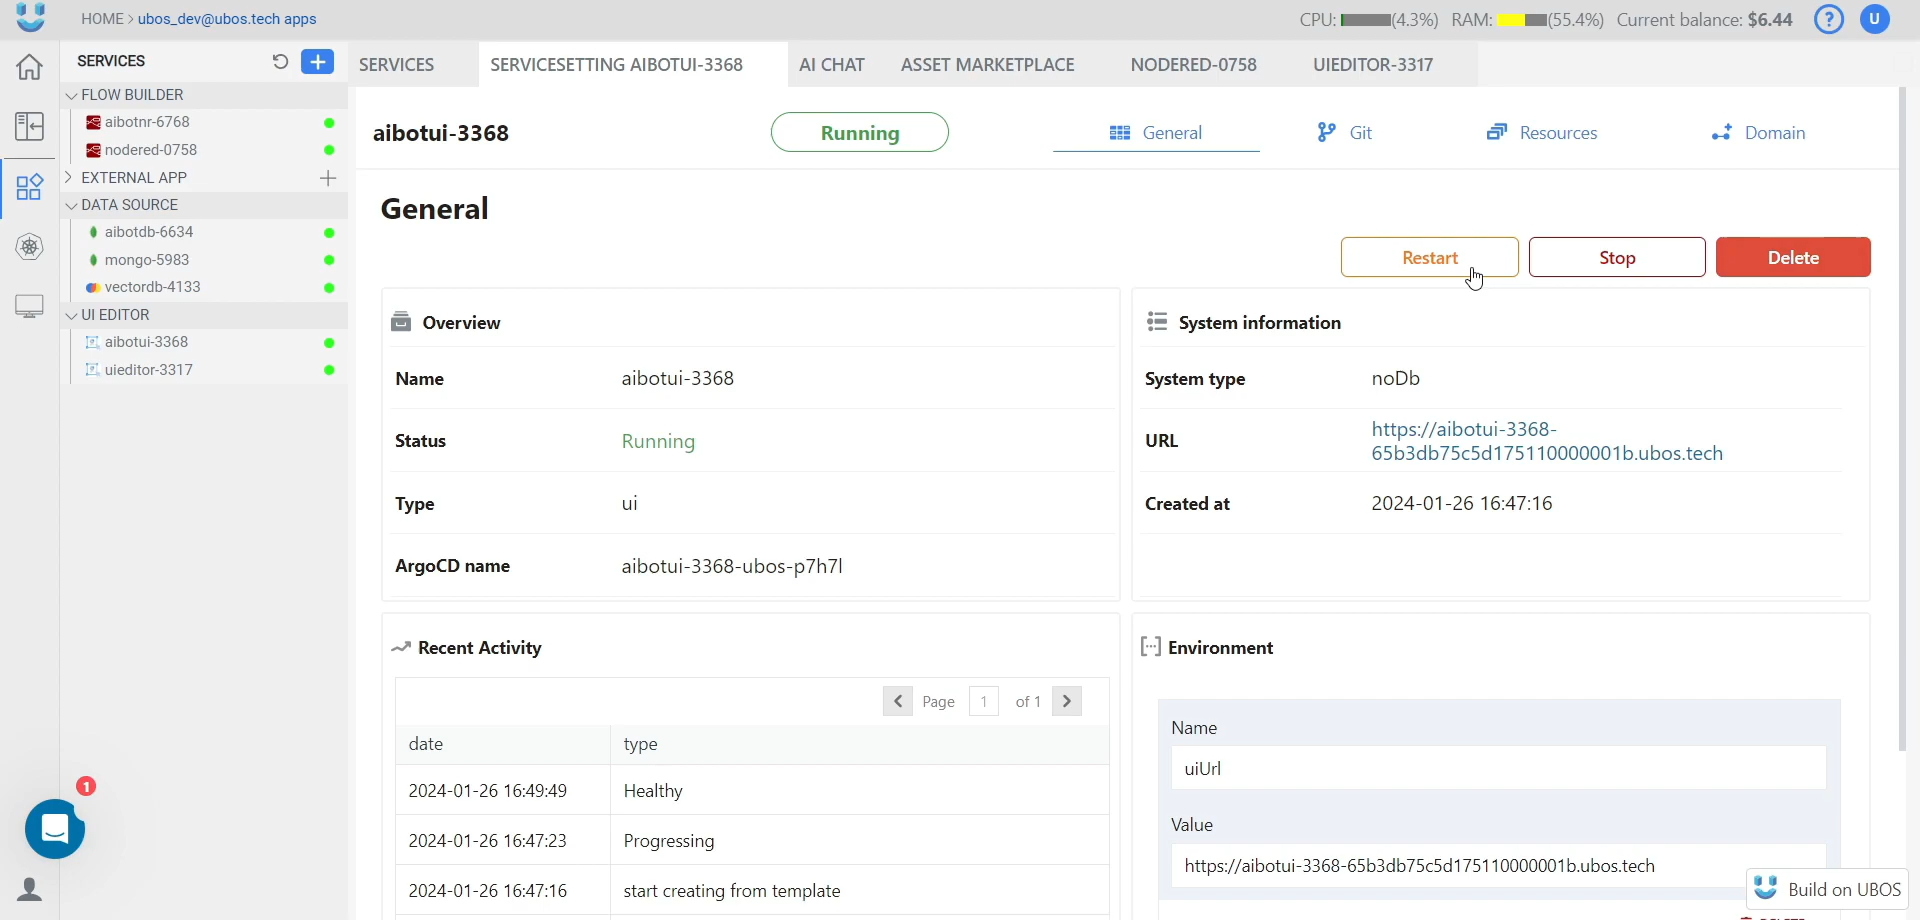 HOME > ubos_dev@ubos.tech apps
CPU: (4.3%) RAM: (55.4%) Current balance: $6.44
?
U
SERVICES
+
SERVICES
SERVICESETTING AIBOTUI-3368
AI CHAT
ASSET MARKETPLACE
NODERED-0758
UIEDITOR-3317
FLOW BUILDER
aibotnr-6768
nodered-0758
EXTERNAL APP
DATA SOURCE
aibotdb-6634
mongo-5983
vectordb-4133
UI EDITOR
aibotui-3368
uieditor-3317
1
aibotui-3368
Running
General
Git
Resources
Domain
General
Restart
Stop
Delete
Overview
Name aibotui-3368
Status Running
Type ui
ArgoCD name aibotui-3368-ubos-p7h7l
System information
System type noDb
URL https://aibotui-3368-
65b3db75c5d175110000001b.ubos.tech
Created at 2024-01-26 16:47:16
Recent Activity
< Page 1 of 1 >
date type
2024-01-26 16:49:49 Healthy
2024-01-26 16:47:23 Progressing
2024-01-26 16:47:16 start creating from template
Environment
Name
uiUrl
Value
https://aibotui-3368-65b3db75c5d175110000001b.ubos.tech
Build on UBOS